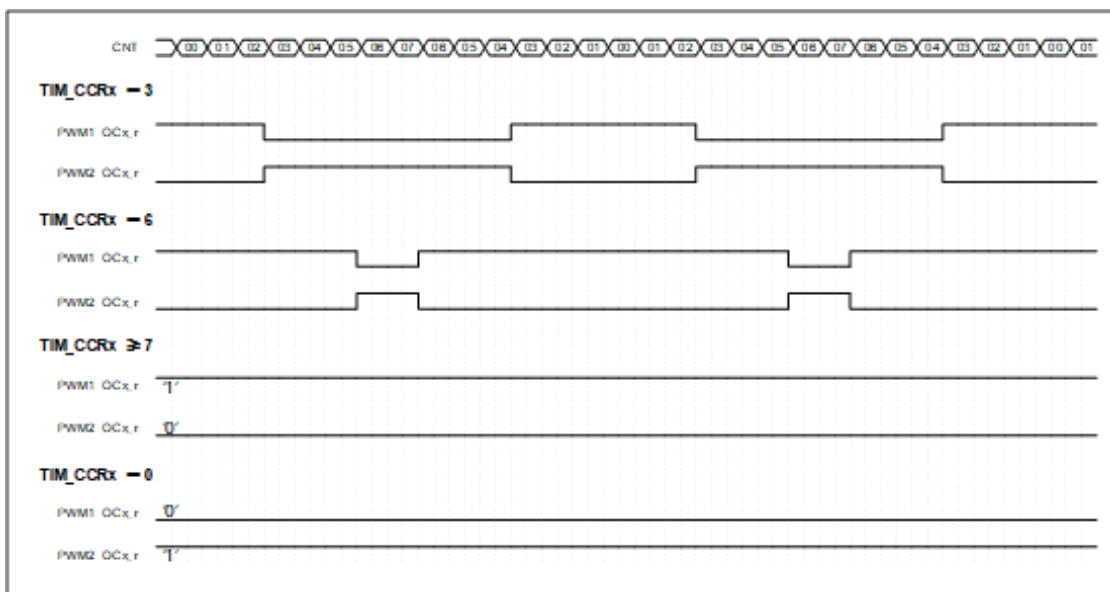 CNT 00 01 02 03 04 05 06 07 06 05 04 03 02 01 00 01 02 03 04 05 06 07 06 05 04 03 02 01 00 01
TIM_CCRx = 3
PWM1 OCx_r
PWM2 OCx_r
TIM_CCRx = 6
PWM1 OCx_r
PWM2 OCx_r
TIM_CCRx ⩾ 7
PWM1 OCx_r '1'
PWM2 OCx_r '0'
TIM_CCRx = 0
PWM1 OCx_r '0'
PWM2 OCx_r '1'